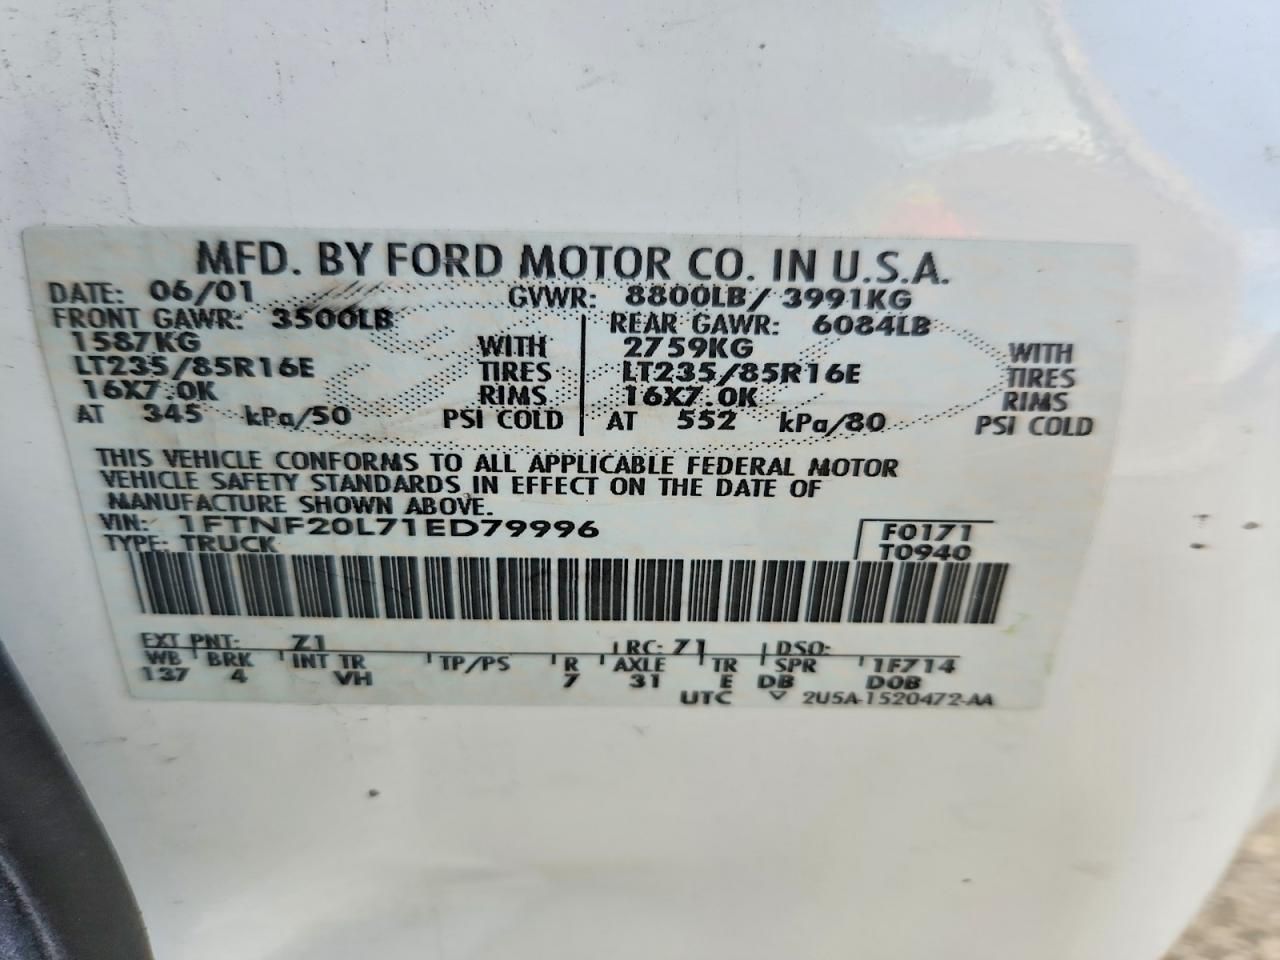 MFD. BY FORD MOTOR CO. IN U.S.A.
DATE: 06/01 GVWR: 8800LB/ 3991KG
FRONT GAWR: 3500LB REAR GAWR: 6084LB
1587KG WITH 2759KG WITH
LT235/85R16E TIRES LT235/85R16E TIRES
16X7.0K RIMS 16X7.0K RIMS
AT 345 kPa/50 PSI COLD AT 552 kPa/80 PSI COLD
THIS VEHICLE CONFORMS TO ALL APPLICABLE FEDERAL MOTOR
VEHICLE SAFETY STANDARDS IN EFFECT ON THE DATE OF
MANUFACTURE SHOWN ABOVE.
VIN: 1FTNF20L71ED79996 F0171
TYPE: TRUCK T0940
EXT PNT: Z1 RC: 71 DSO:
WB BRK INT TR TP/PS R AXLE TR SPR 1F714
137 4 VH 7 31 E DB DOB
UTC ▽ 2U5A-1520472-AA